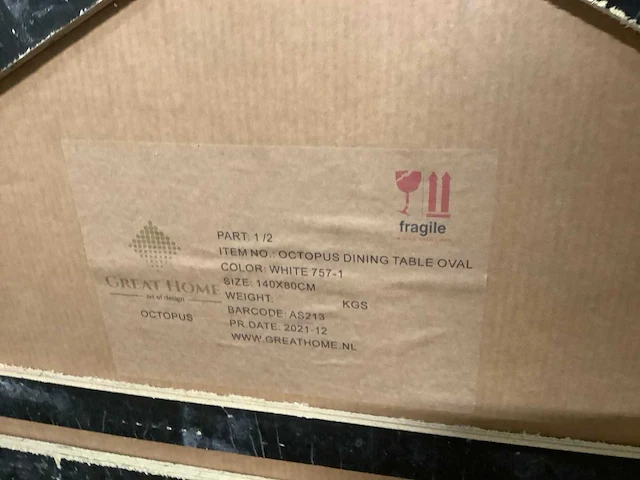 fragile
PART: 1/2
ITEM NO.: OCTOPUS DINING TABLE OVAL
COLOR: WHITE 757-1
SIZE: 140X80CM
WEIGHT: KGS
BARCODE: AS213
PR.DATE: 2021-12
WWW.GREATHOME.NL
GREAT HOME
art of design
OCTOPUS